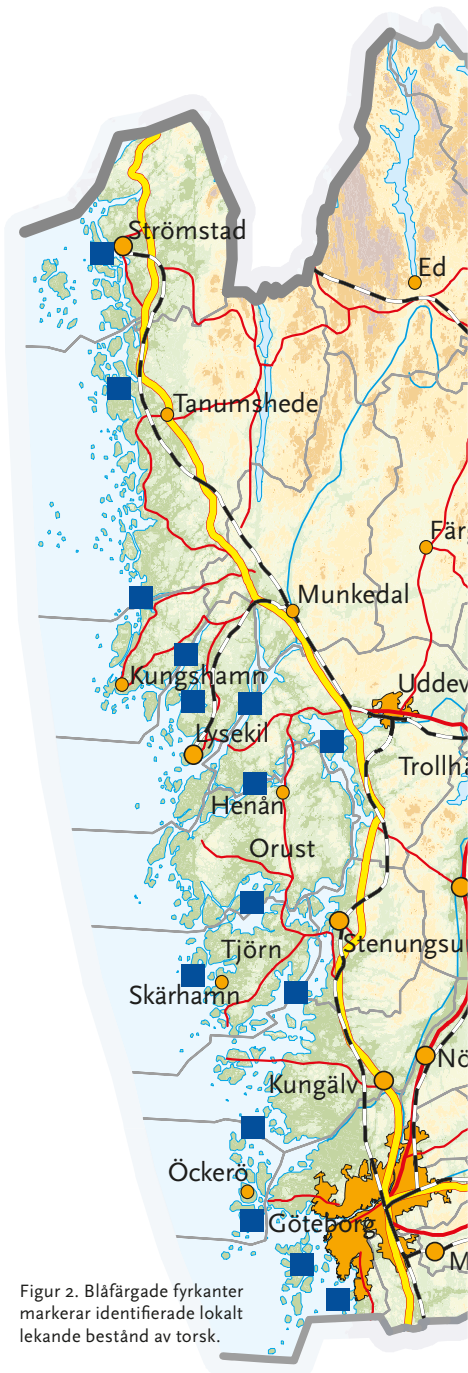 Strömstad
Ed
Tanumshede
Färg
Munkedal
Kungshamn
Uddev
Lysekil
Trollhä
Henån
Orust
Tjörn
Stenungsu
Skärhamn
Nö
Kungälv
Öckerö
Göteborg
M
Figur 2. Blåfärgade fyrkanter
markerar identifierade lokalt
lekande bestånd av torsk.